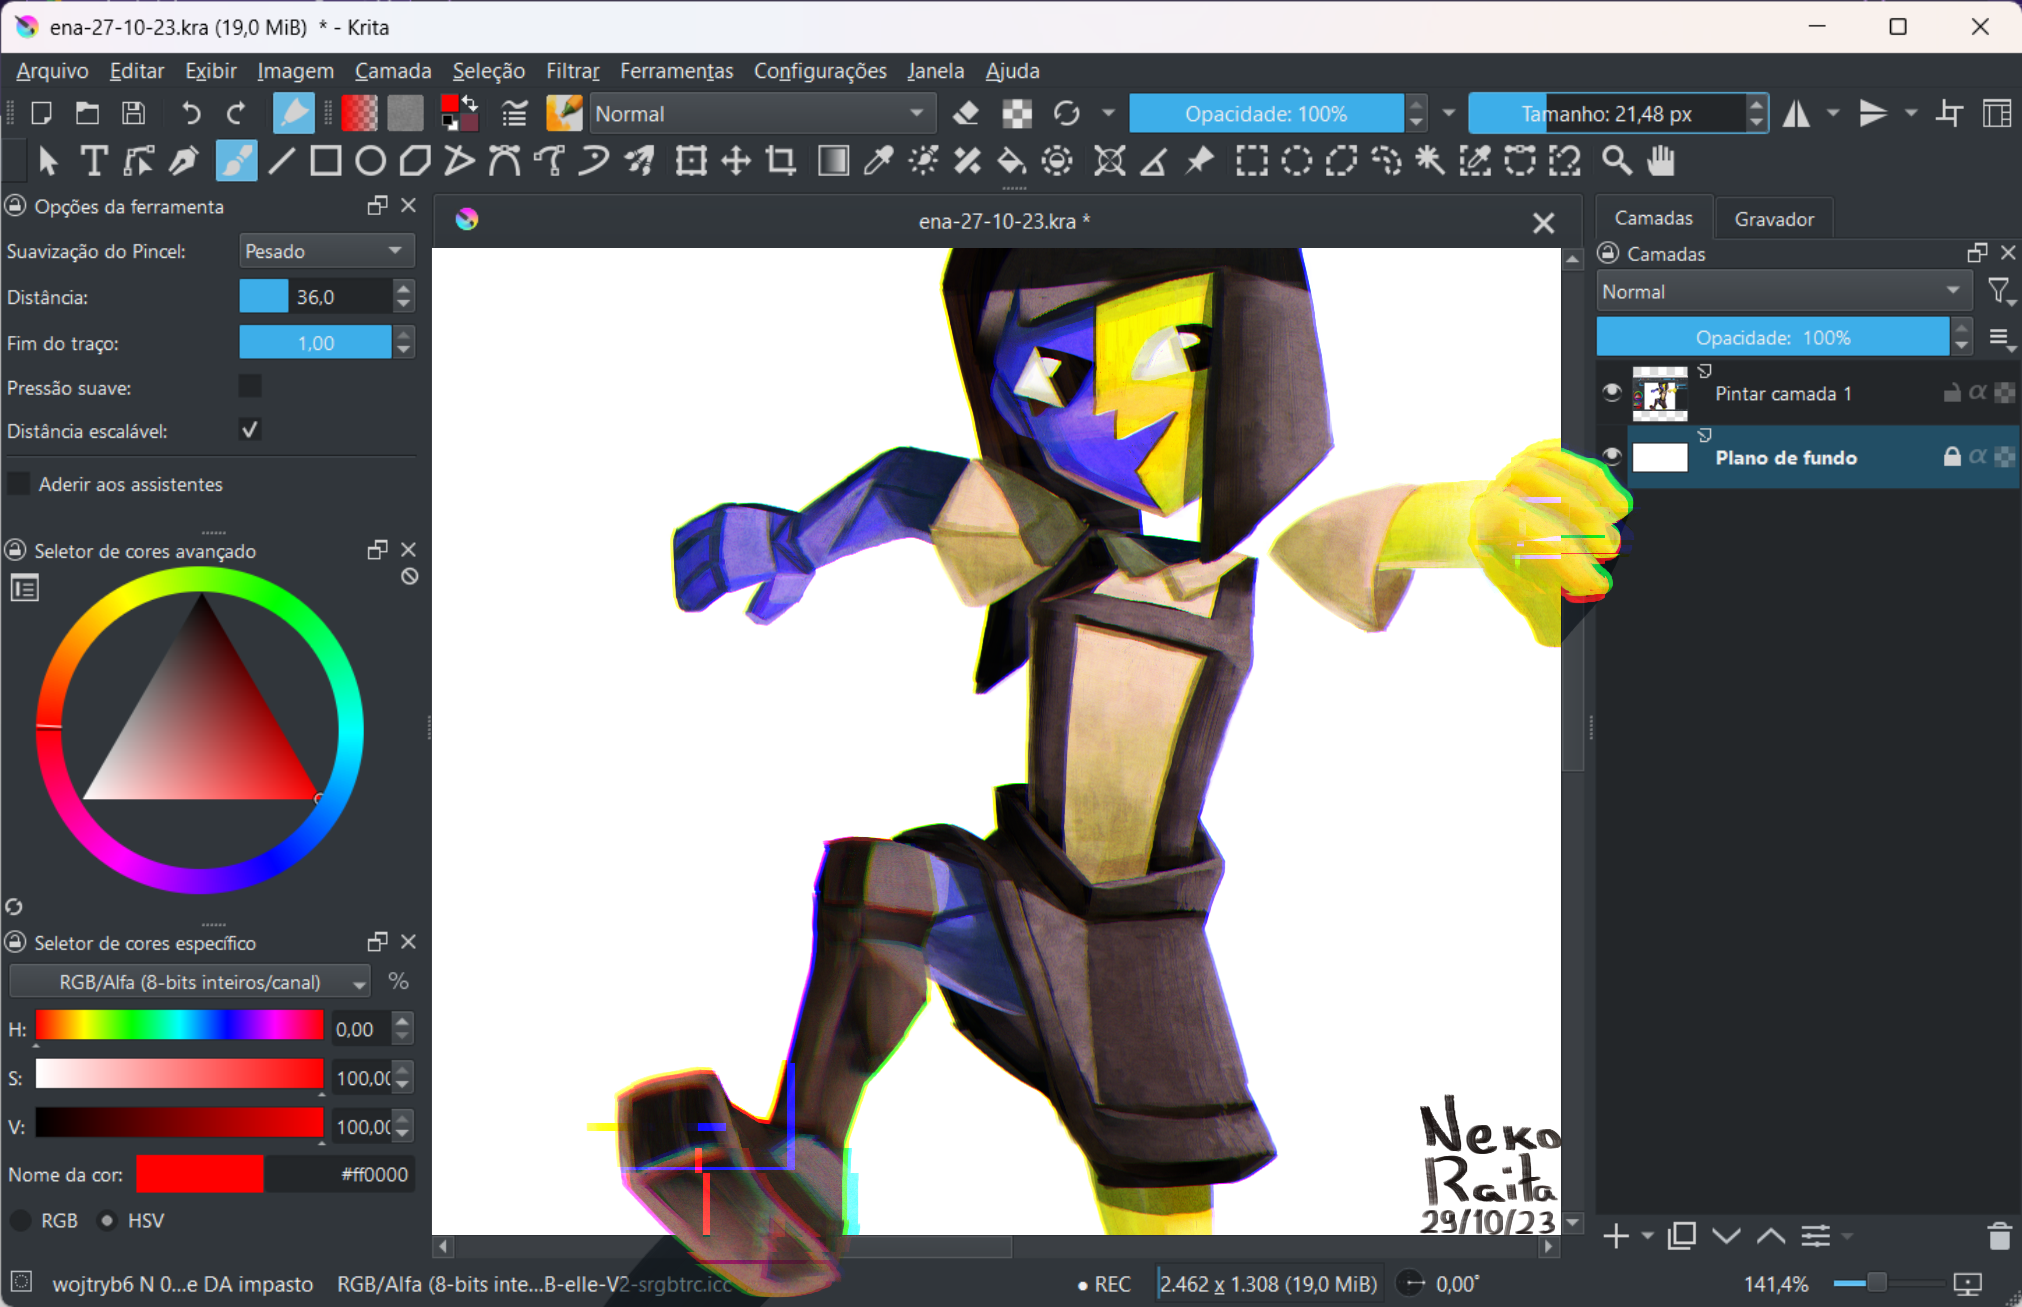 ena-27-10-23.kra (19,0 MiB)  * - Krita
Arquivo Editar Exibir Imagem Camada Seleção Filtrar Ferramentas Configurações Janela Ajuda
Normal Opacidade: 100% Tamanho: 21,48 px
Opções da ferramenta
Suavização do Pincel: Pesado
Distância: 36,0
Fim do traço: 1,00
Pressão suave:
Distância escalável:
Aderir aos assistentes
Seletor de cores avançado
Seletor de cores específico
RGB/Alfa (8-bits inteiros/canal) %
H: 0,00
S: 100,00
V: 100,00
Nome da cor: #ff0000
RGB HSV
ena-27-10-23.kra *
Neko
Raita
29/10/23
Camadas Gravador
Camadas
Normal
Opacidade: 100%
Pintar camada 1
Plano de fundo
wojtryb6 N 0...e DA impasto RGB/Alfa (8-bits inte...B-elle-V2-srgbtrc.icc REC 2.462 x 1.308 (19,0 MiB) 0,00° 141,4%